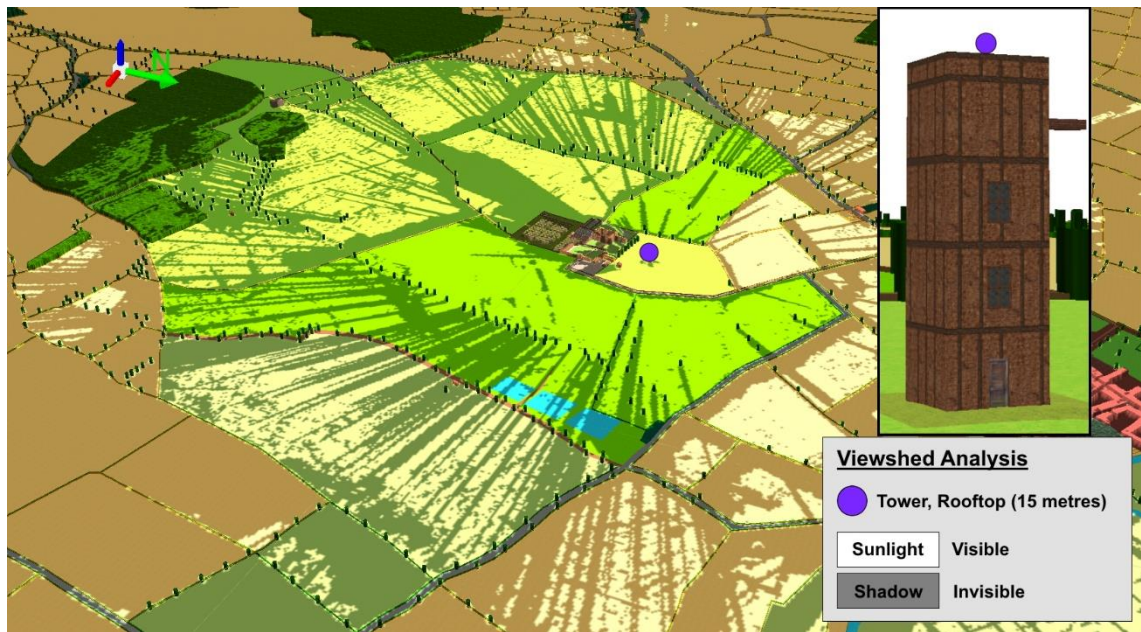 N
Viewshed Analysis
Tower, Rooftop (15 metres)
Sunlight Visible
Shadow Invisible